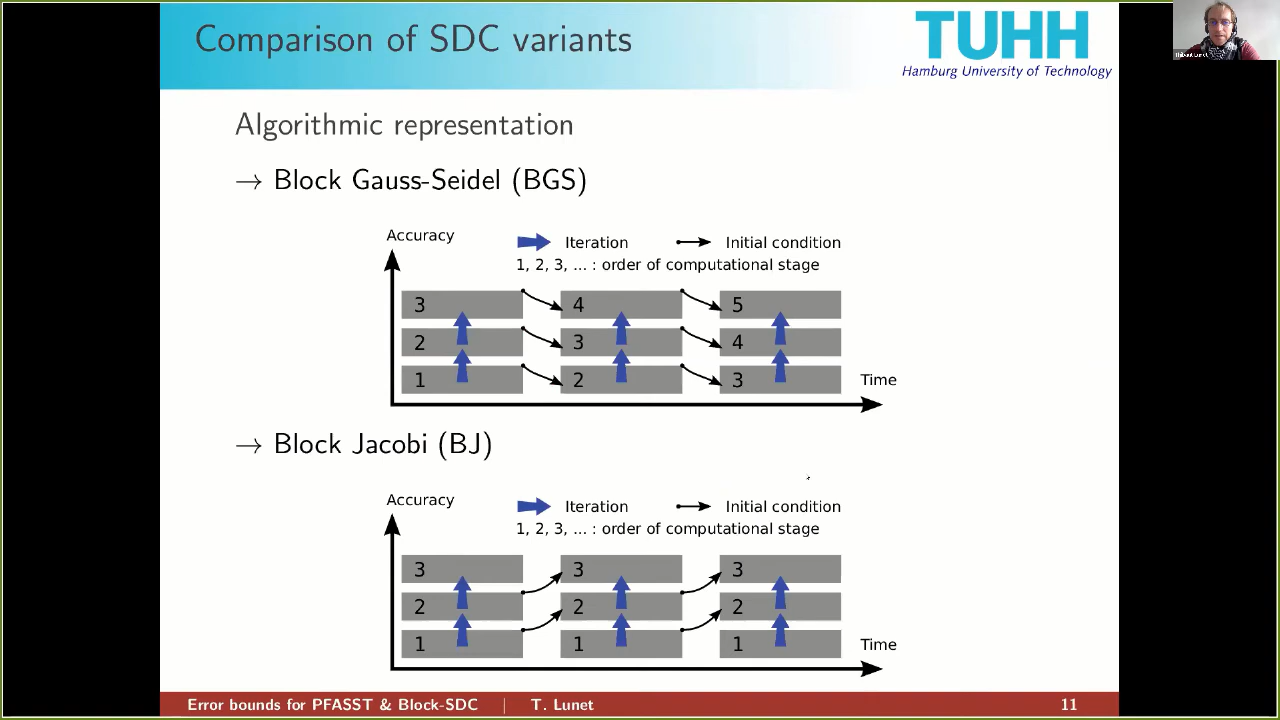 Comparison of SDC variants
TUHH
Hamburg University of Technology
Thibaut Lunet
Algorithmic representation
→ Block Gauss-Seidel (BGS)
Accuracy
Iteration
Initial condition
1, 2, 3, ... : order of computational stage
3 4 5
2 3 4
1 2 3
Time
→ Block Jacobi (BJ)
Accuracy
Iteration
Initial condition
1, 2, 3, ... : order of computational stage
3 3 3
2 2 2
1 1 1
Time
Error bounds for PFASST & Block-SDC | T. Lunet 11